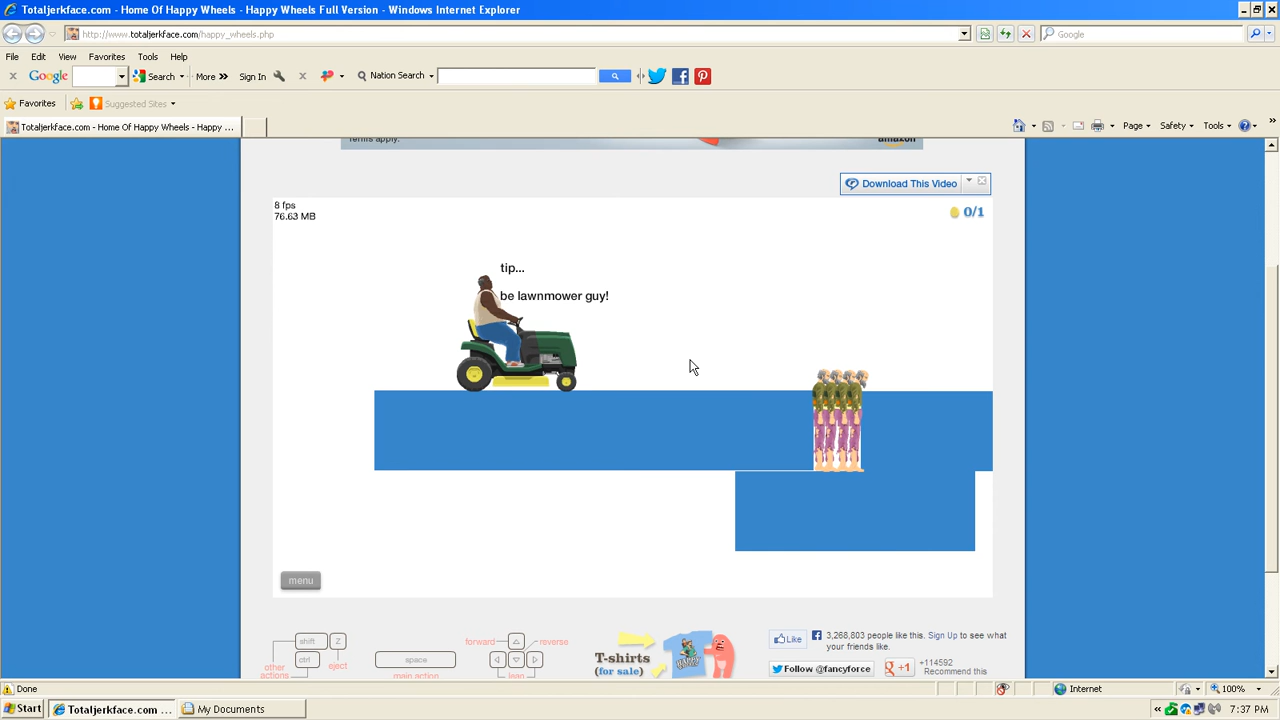 Totaljerkface.com - Home Of Happy Wheels - Happy Wheels Full Version - Windows Internet Explorer
http://www.totaljerkface.com/happy_wheels.php
Google
File Edit View Favorites Tools Help
x Google Search More » Sign In x Nation Search
Favorites Suggested Sites
Totaljerkface.com - Home Of Happy Wheels - Happy ...
Page Safety Tools
Terms apply. amazon
Download This Video
8 fps
0/1
76.63 MB
tip...
be lawnmower guy!
menu
shift Z
ctrl eject
other
actions
space
main action
forward reverse
lean
T-shirts
(for sale)
HAPPY
Like 3,268,803 people like this. Sign Up to see what
your friends like.
Follow @fancyforce
g +1 +114592
Recommend this
Done Internet 100%
Start Totaljerkface.com ... My Documents 7:37 PM